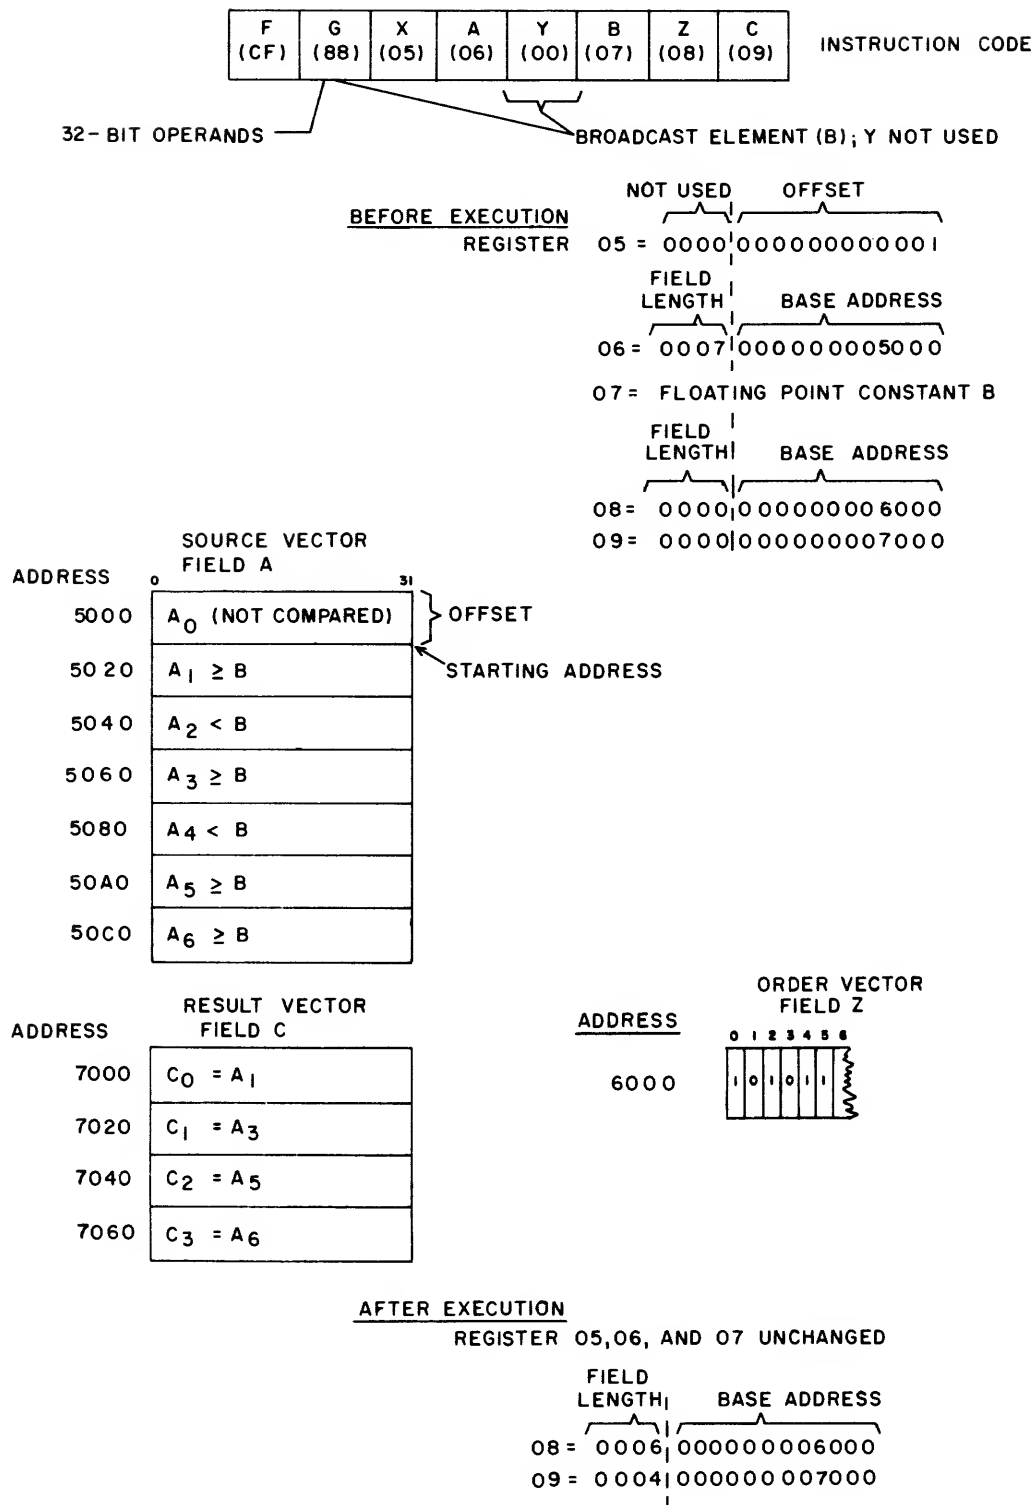 F G X A Y B Z C
(CF) (88) (05) (06) (00) (07) (08) (09)
INSTRUCTION CODE
32-BIT OPERANDS
BROADCAST ELEMENT (B); Y NOT USED
NOT USED OFFSET
BEFORE EXECUTION
REGISTER 05 = 0000 000000000001
FIELD
LENGTH BASE ADDRESS
06 = 0007 000000005000
07 = FLOATING POINT CONSTANT B
FIELD
LENGTH BASE ADDRESS
08 = 0000 000000006000
09 = 0000 000000007000
SOURCE VECTOR
FIELD A
ADDRESS 0 31
5000 A0 (NOT COMPARED) OFFSET
STARTING ADDRESS
5020 A1 ≥ B
5040 A2 < B
5060 A3 ≥ B
5080 A4 < B
50A0 A5 ≥ B
50C0 A6 ≥ B
RESULT VECTOR
FIELD C
ADDRESS
7000 C0 = A1
7020 C1 = A3
7040 C2 = A5
7060 C3 = A6
ORDER VECTOR
FIELD Z
ADDRESS
0 1 2 3 4 5 6
6000 1 0 1 0 1 1
AFTER EXECUTION
REGISTER 05,06, AND 07 UNCHANGED
FIELD
LENGTH BASE ADDRESS
08 = 0006 000000006000
09 = 0004 000000007000